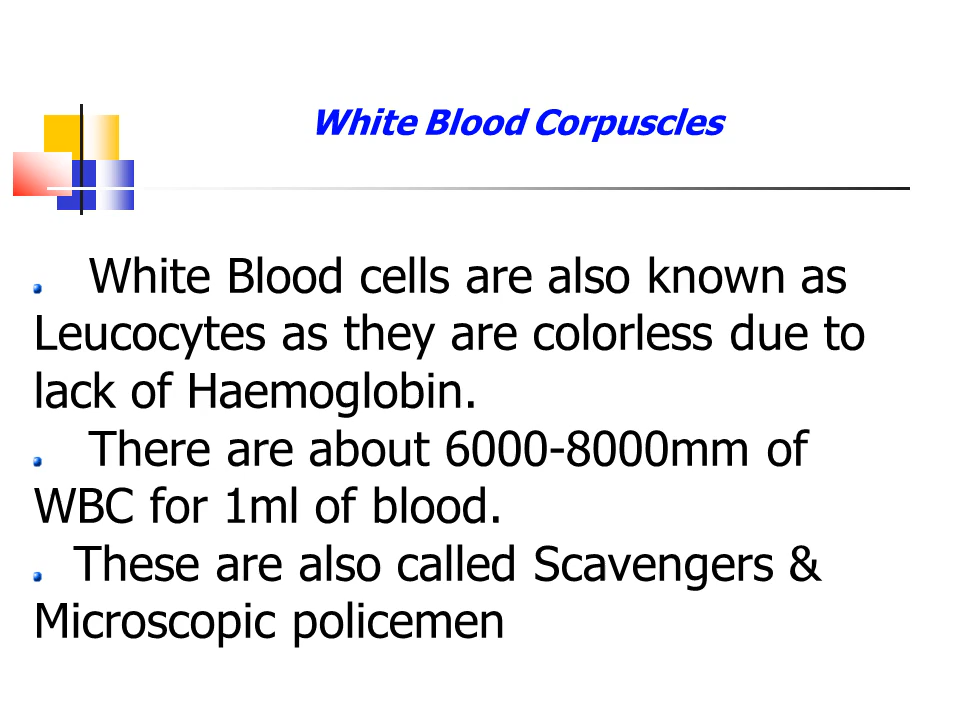 White Blood Corpuscles
White Blood cells are also known as
Leucocytes as they are colorless due to
lack of Haemoglobin.
There are about 6000-8000mm of
WBC for 1ml of blood.
These are also called Scavengers &
Microscopic policemen